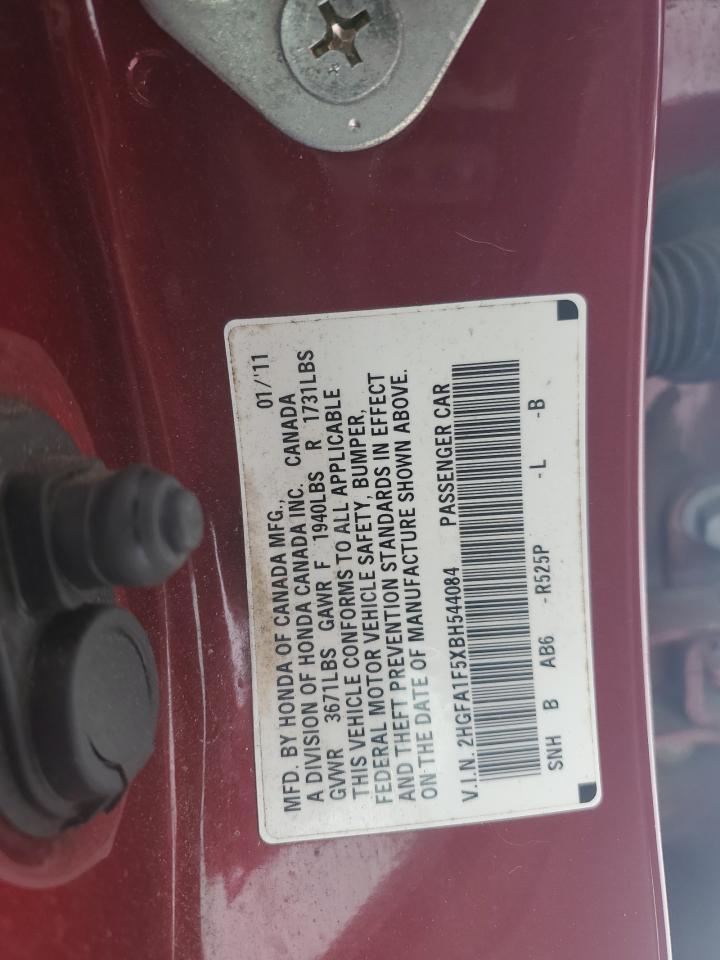 MFD. BY HONDA OF CANADA MFG., 01/'11
A DIVISION OF HONDA CANADA INC. CANADA
GVWR 3671LBS GAWR F 1940LBS R 1731LBS
THIS VEHICLE CONFORMS TO ALL APPLICABLE
FEDERAL MOTOR VEHICLE SAFETY, BUMPER,
AND THEFT PREVENTION STANDARDS IN EFFECT
ON THE DATE OF MANUFACTURE SHOWN ABOVE.
V.I.N. 2HGFA1F5XBH544084 PASSENGER CAR
SNH B AB6 -R525P -L -B